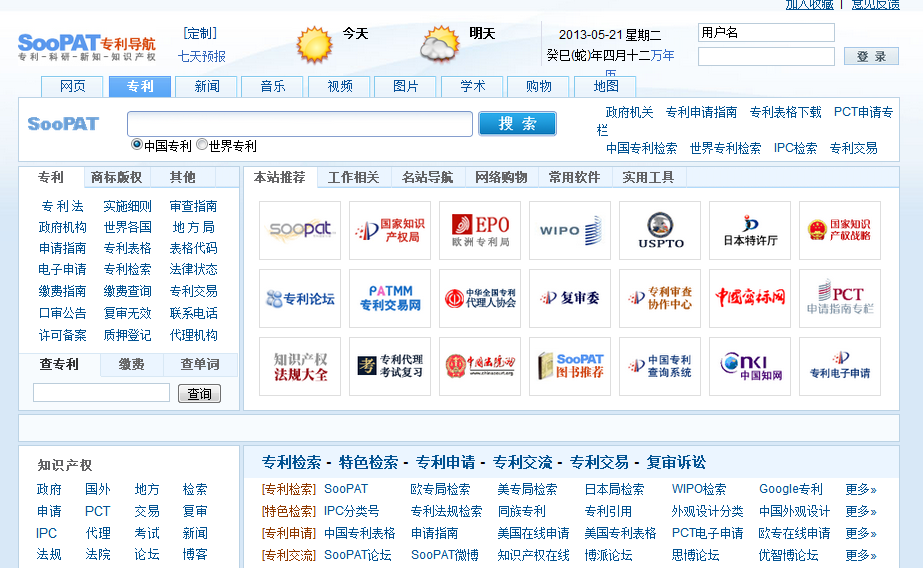 加入收藏 | 意见反馈
SooPAT专利导航
专利-科研-新知-知识产权
[定制]
七天预报
今天
明天
2013-05-21 星期二
癸巳(蛇)年四月十二万年历
用户名
登 录
网页 专利 新闻 音乐 视频 图片 学术 购物 地图
SooPAT
搜 索
中国专利 世界专利
政府机关 专利申请指南 专利表格下载 PCT申请专
栏
中国专利检索 世界专利检索 IPC检索 专利交易
专利 商标版权 其他
专 利 法 实施细则 审查指南
政府机构 世界各国 地 方 局
申请指南 专利表格 表格代码
电子申请 专利检索 法律状态
缴费指南 缴费查询 专利交易
口审公告 复审无效 联系电话
许可备案 质押登记 代理机构
查专利 缴费 查单词
查询
本站推荐 工作相关 名站导航 网络购物 常用软件 实用工具
soopat 国家知识产权局 EPO 欧洲专利局 WIPO USPTO 日本特许厅 国家知识产权战略
专利论坛 PATMM 专利交易网 中华全国专利代理人协会 复审委 专利审查协作中心 中国商标网 PCT 申请指南专栏
知识产权法规大全 考 专利代理考试复习 中国法院网 www.chinacourt.org SooPAT 图书推荐 中国专利查询系统 cnki 中国知网 专利电子申请
知识产权
政府 国外 地方 检索
申请 PCT 交易 复审
IPC 代理 考试 新闻
法规 法院 论坛 博客
专利检索 - 特色检索 - 专利申请 - 专利交流 - 专利交易 - 复审诉讼
[专利检索] SooPAT 欧专局检索 美专局检索 日本局检索 WIPO检索 Google专利 更多»
[特色检索] IPC分类号 专利法规检索 同族专利 专利引用 外观设计分类 中国外观设计 更多»
[专利申请] 中国专利表格 申请指南 美国在线申请 美国专利表格 PCT电子申请 欧专在线申请 更多»
[专利交流] SooPAT论坛 SooPAT微博 知识产权在线 博派论坛 思博论坛 优智博论坛 更多»